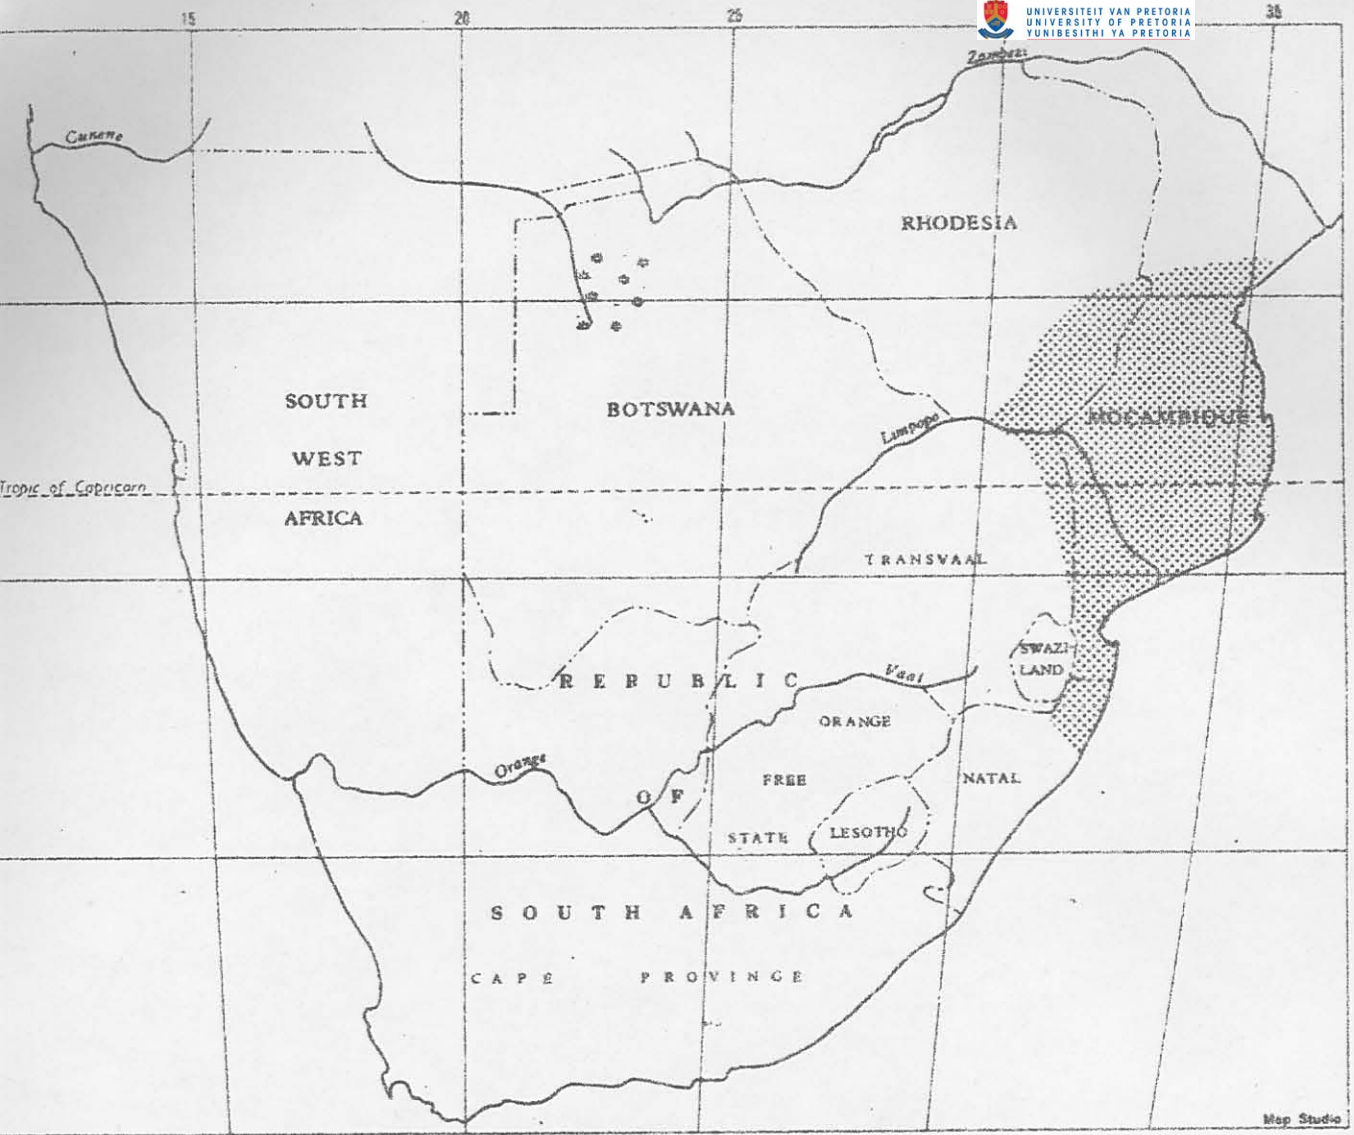 UNIVERSITEIT VAN PRETORIA
UNIVERSITY OF PRETORIA
YUNIBESITHI YA PRETORIA
15
20
25
30
Zambezi
Cunene
RHODESIA
SOUTH
WEST
AFRICA
BOTSWANA
Limpopo
MOÇAMBIQUE
Tropic of Capricorn
TRANSVAAL
SWAZI
LAND
REPUBLIC
Vaal
ORANGE
Orange
FREE
NATAL
OF
STATE
LESOTHO
SOUTH AFRICA
CAPE PROVINCE
Map Studio